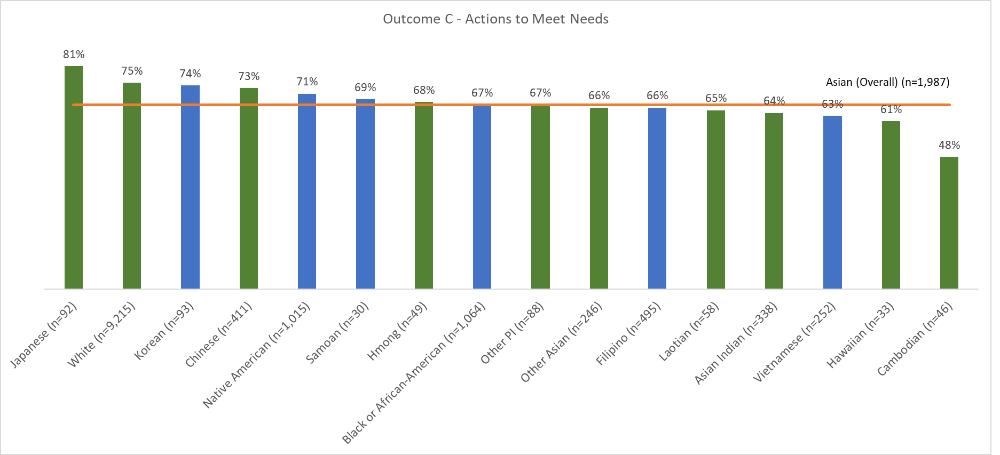 Outcome C - Actions to Meet Needs
81%
75%
74%
73%
71%
69%
68%
67%
67%
66%
66%
65%
64%
63%
61%
48%
Asian (Overall) (n=1,987)
Japanese (n=92)
White (n=9,215)
Korean (n=93)
Chinese (n=411)
Native American (n=1,015)
Samoan (n=30)
Hmong (n=49)
Black or African-American (n=1,064)
Other PI (n=88)
Other Asian (n=246)
Filipino (n=495)
Laotian (n=58)
Asian Indian (n=338)
Vietnamese (n=252)
Hawaiian (n=33)
Cambodian (n=46)